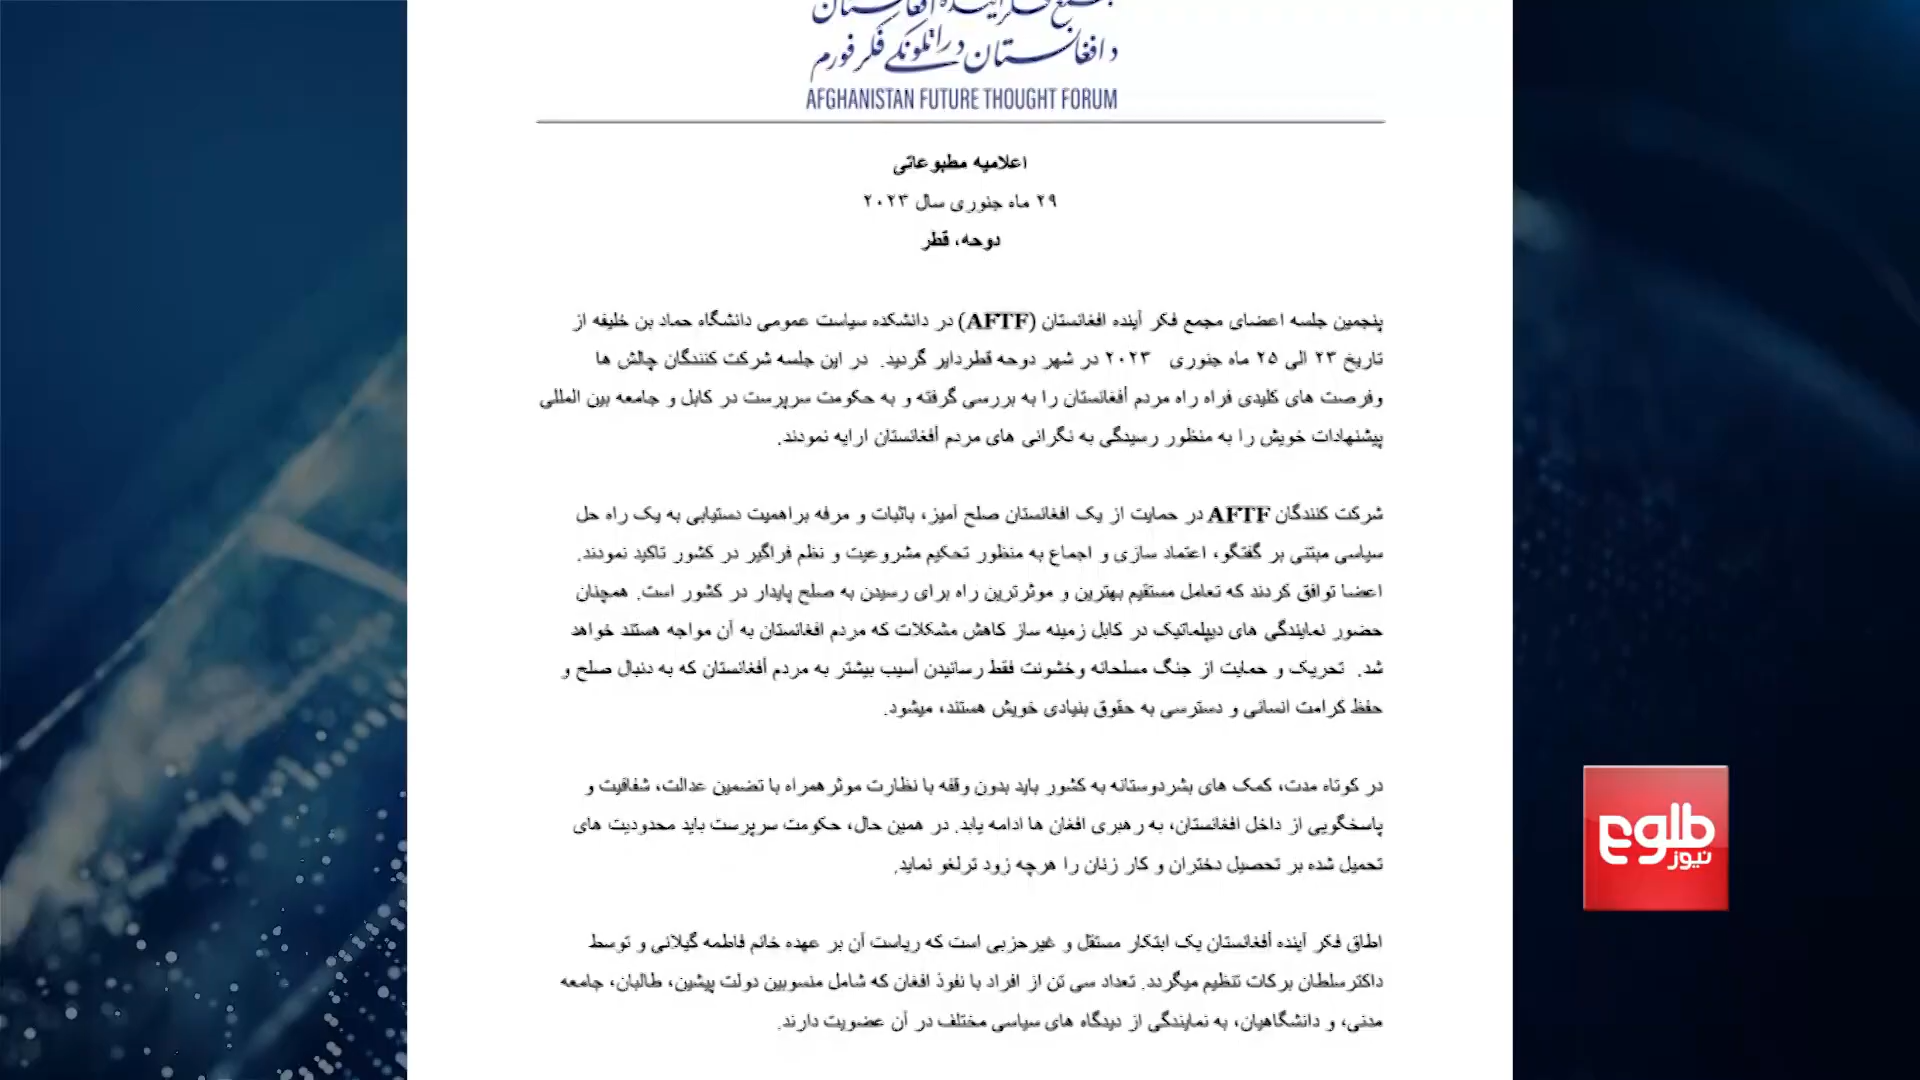 مجمع فکر آینده افغانستان
د افغانستان د راتلونکي فکر فورم
AFGHANISTAN FUTURE THOUGHT FORUM
اعلامیه مطبوعاتی
۲۹ ماه جنوری سال ۲۰۲۳
دوحه، قطر
پنجمین جلسه اعضای مجمع فکر آینده افغانستان (AFTF) در دانشکده سیاست عمومی دانشگاه حماد بن خلیفه از
تاریخ ۲۳ الی ۲۵ ماه جنوری ۲۰۲۳ در شهر دوحه قطردایر گردید. در این جلسه شرکت کنندگان چالش ها
وفرصت های کلیدی فراه راه مردم أفغانستان را به بررسی گرفته و به حکومت سرپرست در کابل و جامعه بین المللی
پیشنهادات خویش را به منظور رسیدگی به نگرانی های مردم أفغانستان ارایه نمودند.
شرکت کنندگان AFTF در حمایت از یک افغانستان صلح آمیز، باثبات و مرفه براهمیت دستیابی به یک راه حل
سیاسی مبتنی بر گفتگو، اعتماد سازی و اجماع به منظور تحکیم مشروعیت و نظم فراگیر در کشور تاکید نمودند.
اعضا توافق کردند که تعامل مستقیم بهترین و موثرترین راه برای رسیدن به صلح پایدار در کشور است. همچنان
حضور نمایندگی های دیپلماتیک در کابل زمینه ساز کاهش مشکلات که مردم افغانستان به آن مواجه هستند خواهد
شد. تحریک و حمایت از جنگ مسلحانه وخشونت فقط رسانیدن آسیب بیشتر به مردم أفغانستان که به دنبال صلح و
حفظ کرامت انسانی و دسترسی به حقوق بنیادی خویش هستند، میشود.
در کوتاه مدت، کمک های بشردوستانه به کشور باید بدون وقفه با نظارت موثرهمراه با تضمین عدالت، شفافیت و
پاسخگویی از داخل افغانستان، به رهبری افغان ها ادامه یابد. در همین حال، حکومت سرپرست باید محدودیت های
تحمیل شده بر تحصیل دختران و کار زنان را هرچه زود ترلغو نماید.
اطاق فکر آینده أفغانستان یک ابتکار مستقل و غیرحزبی است که ریاست آن بر عهده خانم فاطمه گیلانی و توسط
داکترسلطان برکات تنظیم میگردد. تعداد سی تن از افراد با نفوذ افغان که شامل منسوبین دولت پیشین، طالبان، جامعه
مدنی، و دانشگاهیان، به نمایندگی از دیدگاه های سیاسی مختلف در آن عضویت دارند.
طلوع
نیوز